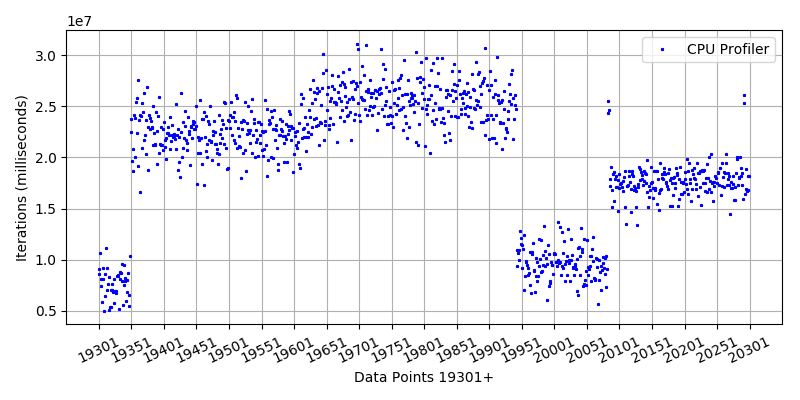 1e7
CPU Profiler
3.0
2.5
2.0
1.5
1.0
0.5
Iterations (milliseconds)
19301 19351 19401 19451 19501 19551 19601 19651 19701 19751 19801 19851 19901 19951 20001 20051 20101 20151 20201 20251 20301
Data Points 19301+